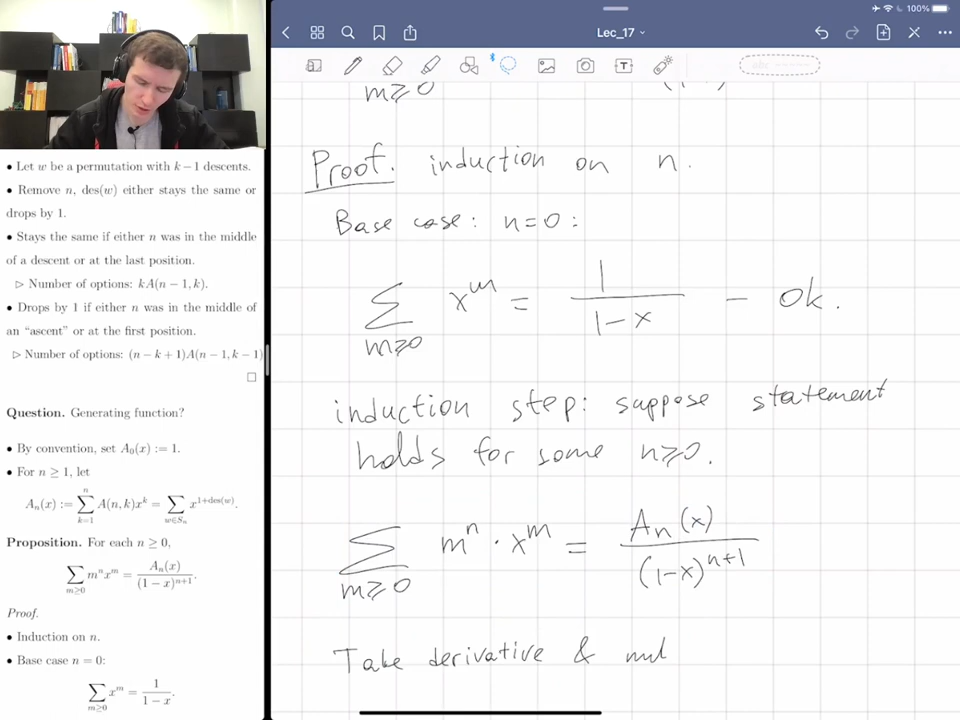 100%
Lec_17
abc
m≥0
Proof. induction on n.
Base case: n=0:
∑_{m≥0} x^m = 1/(1-x) - ok.
induction step: suppose statement
holds for some n≥0.
∑_{m≥0} m^n · x^m = A_n(x)/(1-x)^{n+1}
Take derivative & mul
• Let w be a permutation with k − 1 descents.
• Remove n, des(w) either stays the same or
drops by 1.
• Stays the same if either n was in the middle
of a descent or at the last position.
▷ Number of options: kA(n − 1, k).
• Drops by 1 if either n was in the middle of
an “ascent” or at the first position.
▷ Number of options: (n − k + 1)A(n − 1, k − 1)
□
Question. Generating function?
• By convention, set A_0(x) := 1.
• For n ≥ 1, let
A_n(x) := ∑_{k=1}^{n} A(n, k)x^k = ∑_{w∈S_n} x^{1+des(w)}.
Proposition. For each n ≥ 0,
∑_{m≥0} m^n x^m = A_n(x)/(1 − x)^{n+1}.
Proof.
• Induction on n.
• Base case n = 0:
∑_{m≥0} x^m = 1/(1 − x).